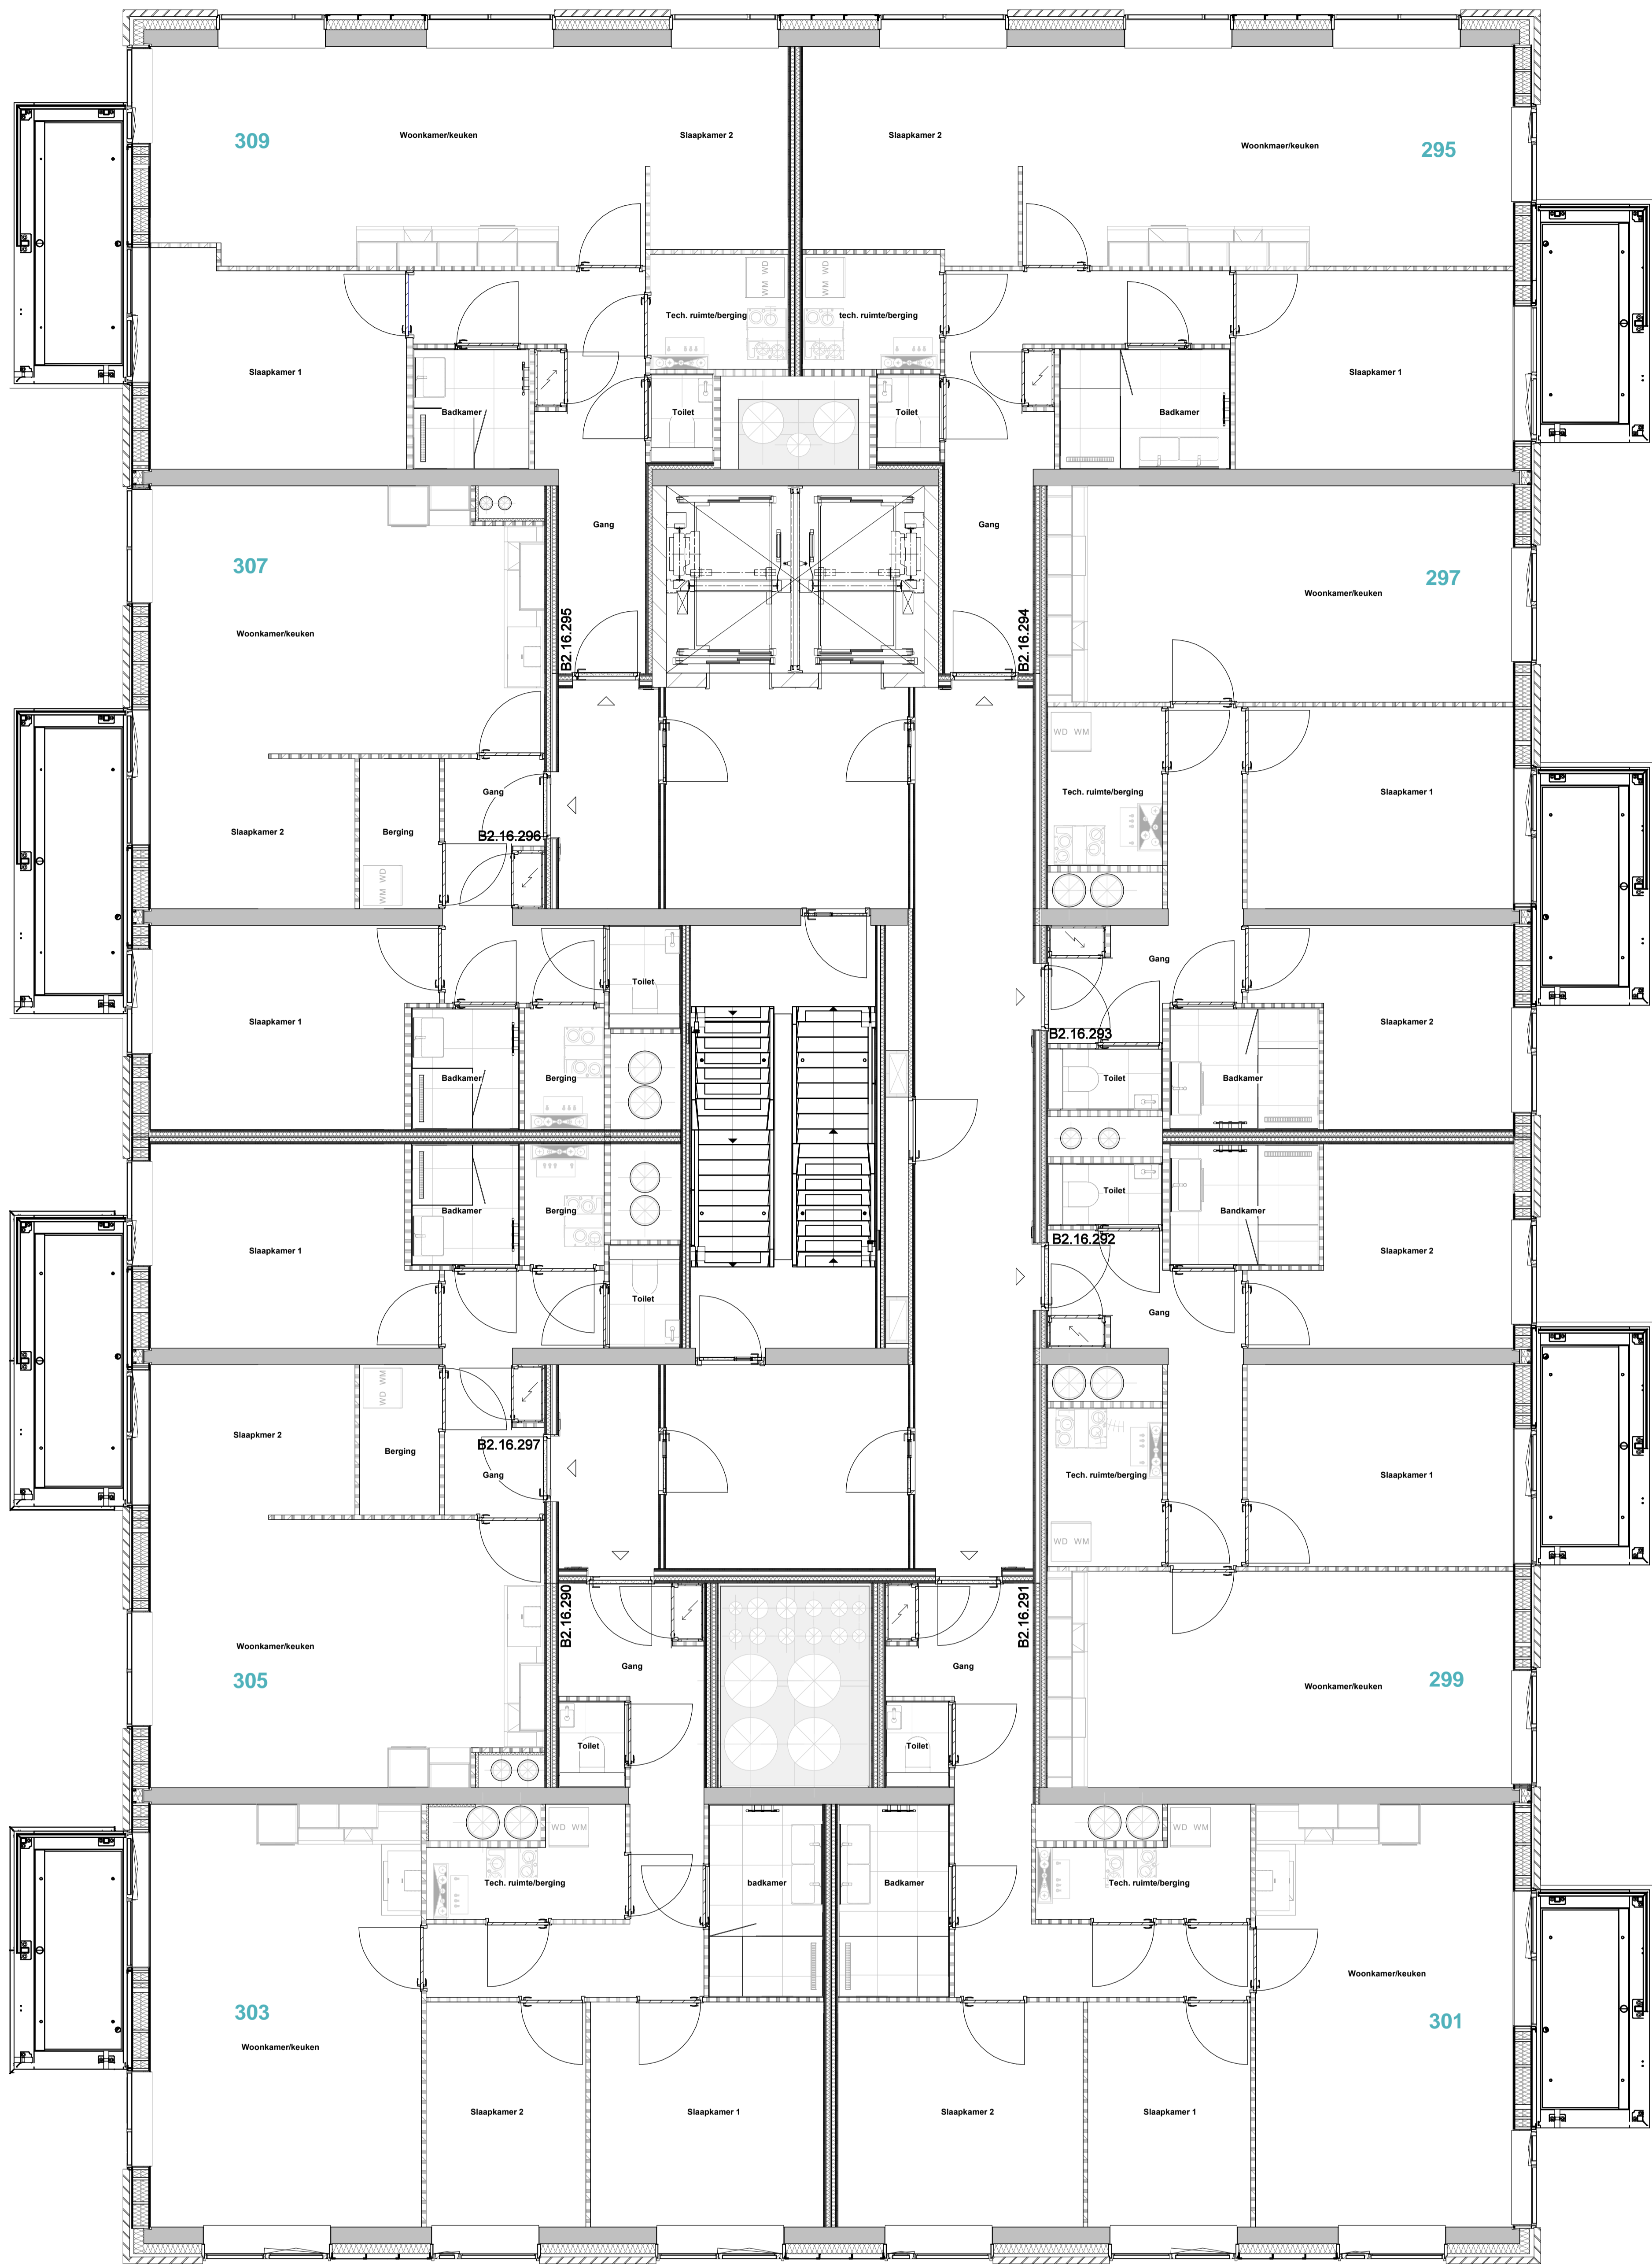 309
Woonkamer/keuken
Slaapkamer 2
Slaapkamer 2
Woonkmaer/keuken
295
WM WD
WM WD
Tech. ruimte/berging
tech. ruimte/berging
Slaapkamer 1
Slaapkamer 1
Badkamer
Toilet
Toilet
Badkamer
Gang
Gang
307
297
Woonkamer/keuken
Woonkamer/keuken
B2.16.295
B2.16.294
WD WM
Gang
Tech. ruimte/berging
Slaapkamer 1
Slaapkamer 2
Berging
B2.16.296
WM WD
Gang
Toilet
Slaapkamer 1
Slaapkamer 2
B2.16.293
Badkamer
Berging
Toilet
Badkamer
Toilet
Badkamer
Berging
Bandkamer
B2.16.292
Slaapkamer 1
Slaapkamer 2
Toilet
Gang
WD WM
Slaapkmer 2
Berging
B2.16.297
Gang
Tech. ruimte/berging
Slaapkamer 1
WD WM
B2.16.290
B2.16.291
Woonkamer/keuken
Gang
Gang
305
299
Woonkamer/keuken
Toilet
Toilet
WD WM
WD WM
Tech. ruimte/berging
badkamer
Badkamer
Tech. ruimte/berging
Woonkamer/keuken
303
301
Woonkamer/keuken
Slaapkamer 2
Slaapkamer 1
Slaapkamer 2
Slaapkamer 1